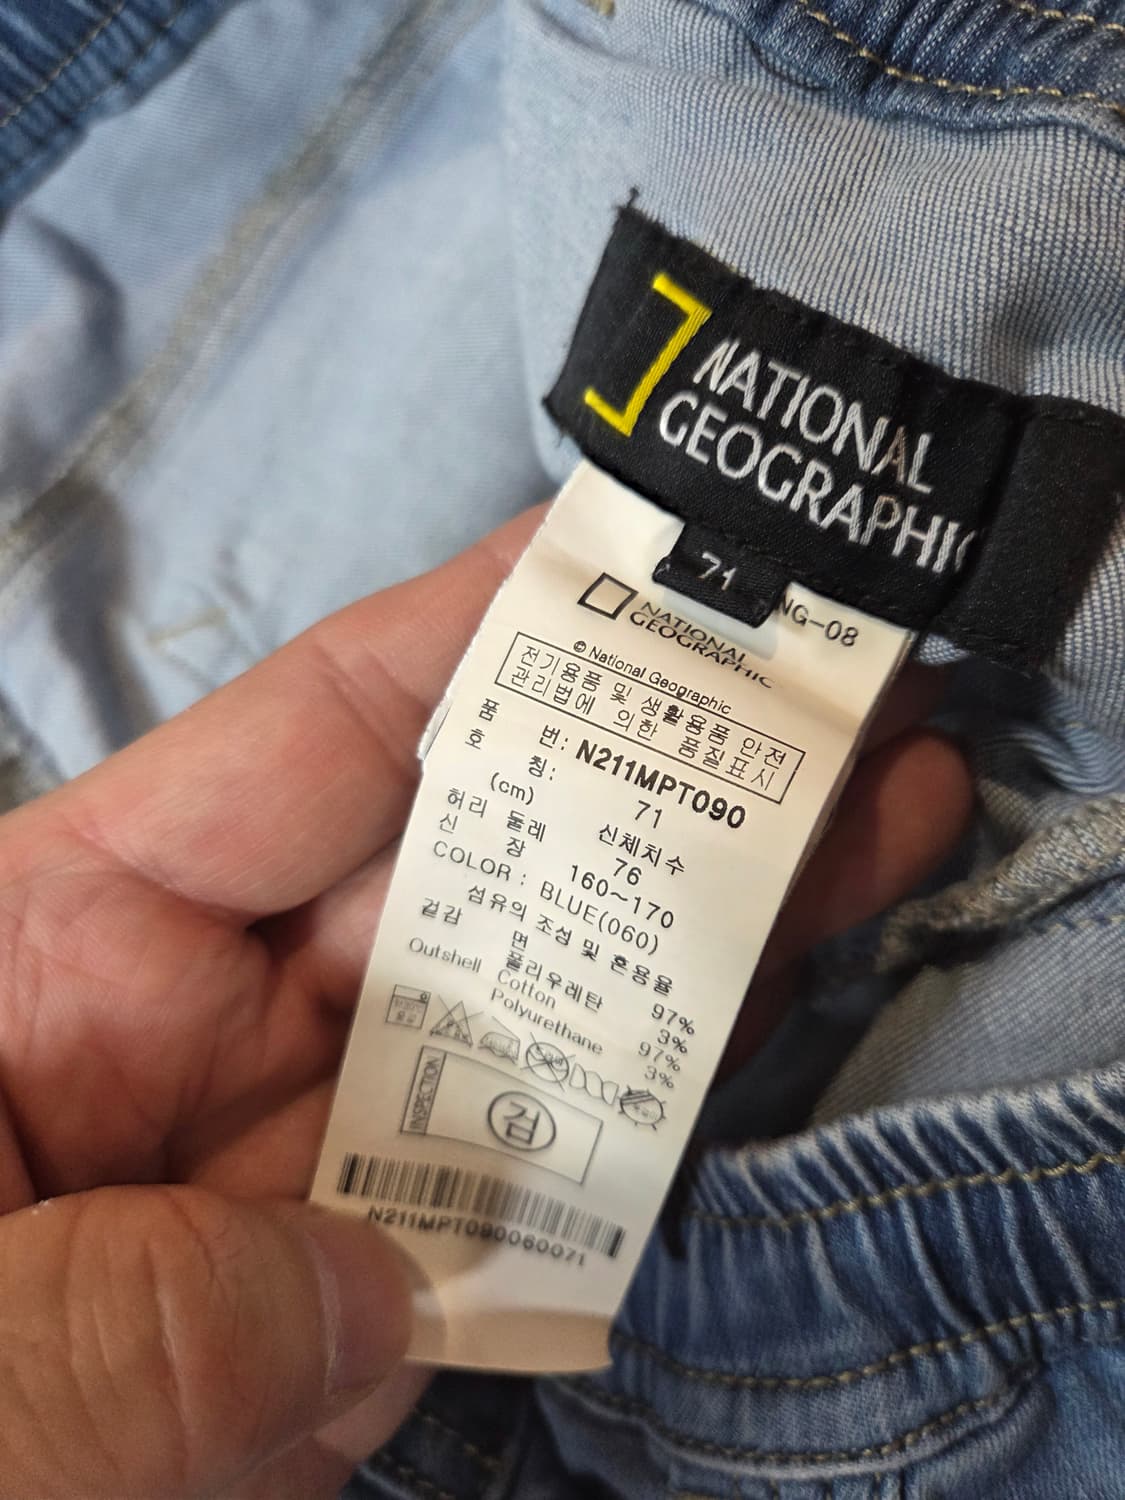 NATIONAL
GEOGRAPHIC
71
NG-08
NATIONAL
GEOGRAPHIC
© National Geographic
전기용품 및 생활용품 안전
관리법에 의한 품질표시
품 번: N211MPT090
호 칭: 71
(cm) 신체치수
허리 둘레 76
신 장 160~170
COLOR : BLUE(060)
섬유의 조성 및 혼용율
겉감 면 97%
폴리우레탄 3%
Outshell Cotton 97%
Polyurethane 3%
INSPECTION
검
N211MPT090060071